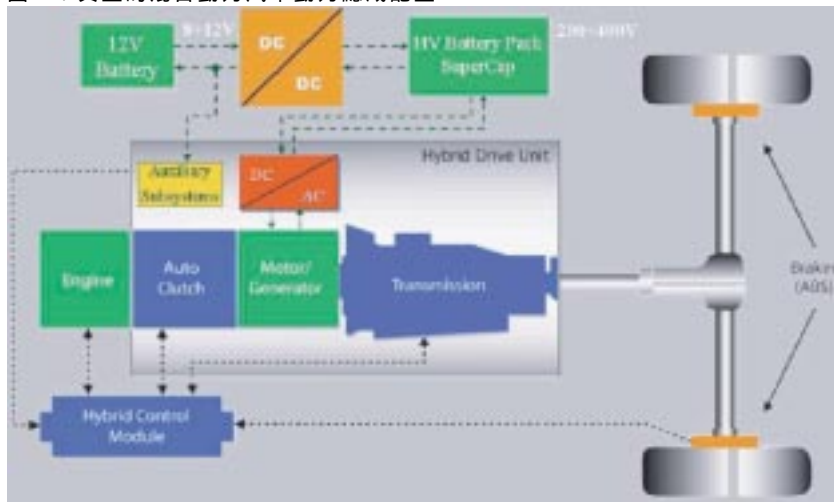 12V
Battery
8~12V
DC
DC
HV Battery Pack
SuperCap
200~400V
Hybrid Drive Unit
Auxiliary
Subsystems
DC
AC
Engine
Auto
Clutch
Motor/
Generator
Transmission
Braking
(ABS)
Hybrid Control
Module